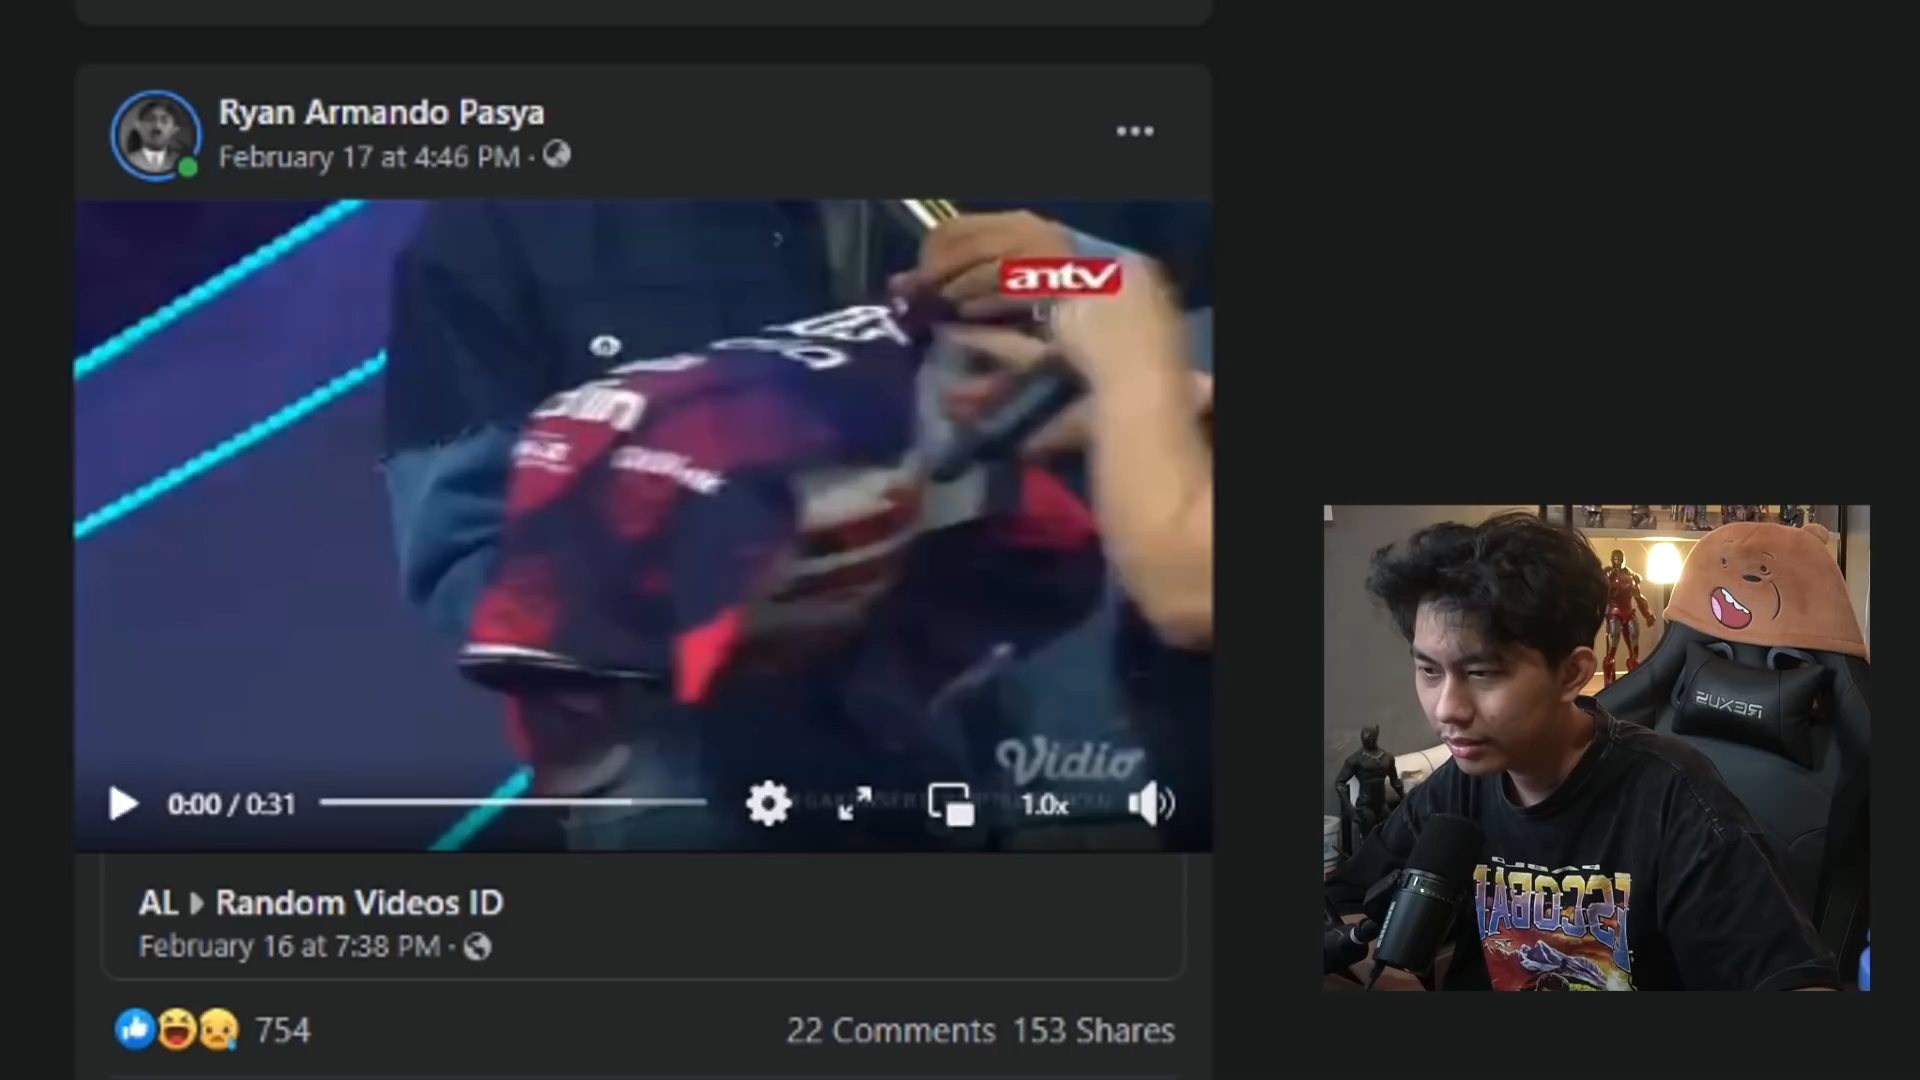 Ryan Armando Pasya
February 17 at 4:46 PM ·
antv
Vidio
0:00 / 0:31
1.0x
AL Random Videos ID
February 16 at 7:38 PM ·
754
22 Comments 153 Shares
REXUS